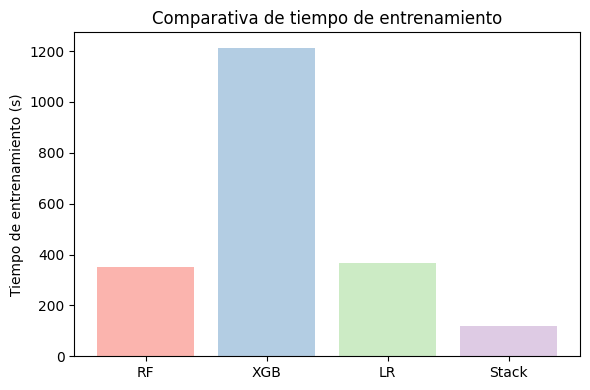 Comparativa de tiempo de entrenamiento
Tiempo de entrenamiento (s)
1200
1000
800
600
400
200
0
RF XGB LR Stack